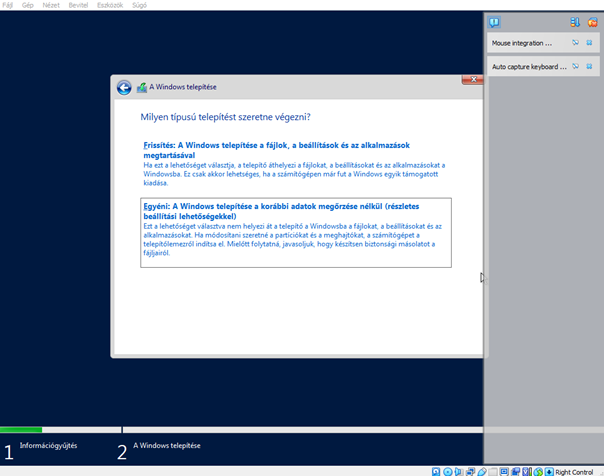 Fájl Gép Nézet Bevitel Eszközök Súgó
Mouse integration ...
Auto capture keyboard ...
A Windows telepítése
Milyen típusú telepítést szeretne végezni?
Frissítés: A Windows telepítése a fájlok, a beállítások és az alkalmazások
megtartásával
Ha ezt a lehetőséget választja, a telepítő áthelyezi a fájlokat, a beállításokat és az alkalmazásokat a
Windowsba. Ez csak akkor lehetséges, ha a számítógépen már fut a Windows egyik támogatott
kiadása.
Egyéni: A Windows telepítése a korábbi adatok megőrzése nélkül (részletes
beállítási lehetőségekkel)
Ezt a lehetőséget választva nem helyezi át a telepítő a Windowsba a fájlokat, a beállításokat és az
alkalmazásokat. Ha módosítani szeretné a partíciókat és a meghajtókat, a számítógépet a
telepítőlemezről indítsa el. Mielőtt folytatná, javasoljuk, hogy készítsen biztonsági másolatot a
fájljairól.
1 Információgyűjtés
2 A Windows telepítése
Right Control